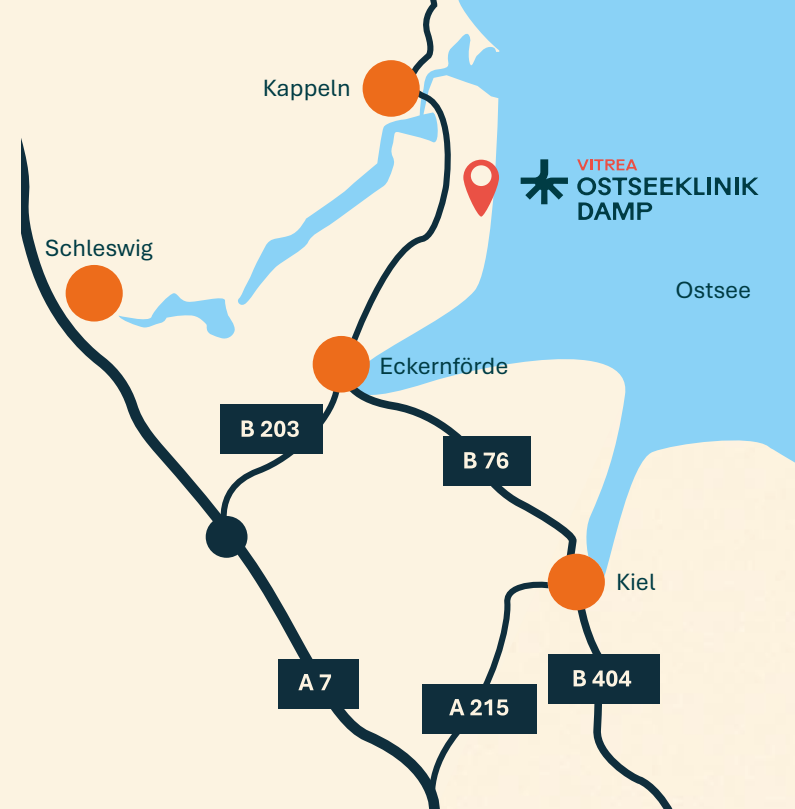 Kappeln
VITREA
OSTSEEKLINIK
DAMP
Schleswig
Ostsee
Eckernförde
B 203
B 76
Kiel
A 7
B 404
A 215